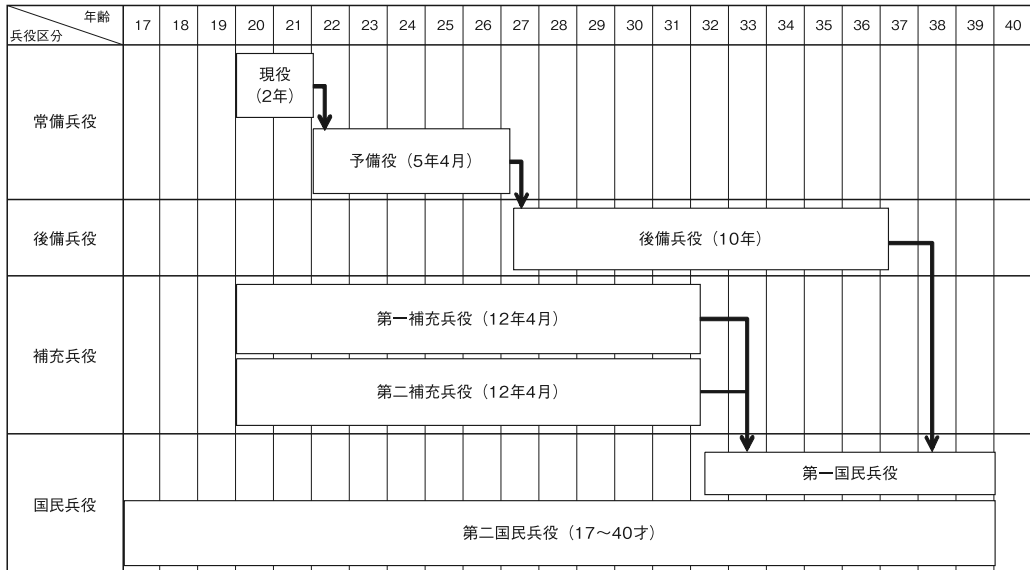 年齢
兵役区分
17 18 19 20 21 22 23 24 25 26 27 28 29 30 31 32 33 34 35 36 37 38 39 40
常備兵役
現役
（2年）
予備役（5年4月）
後備兵役
後備兵役（10年）
補充兵役
第一補充兵役（12年4月）
第二補充兵役（12年4月）
国民兵役
第一国民兵役
第二国民兵役（17～40才）